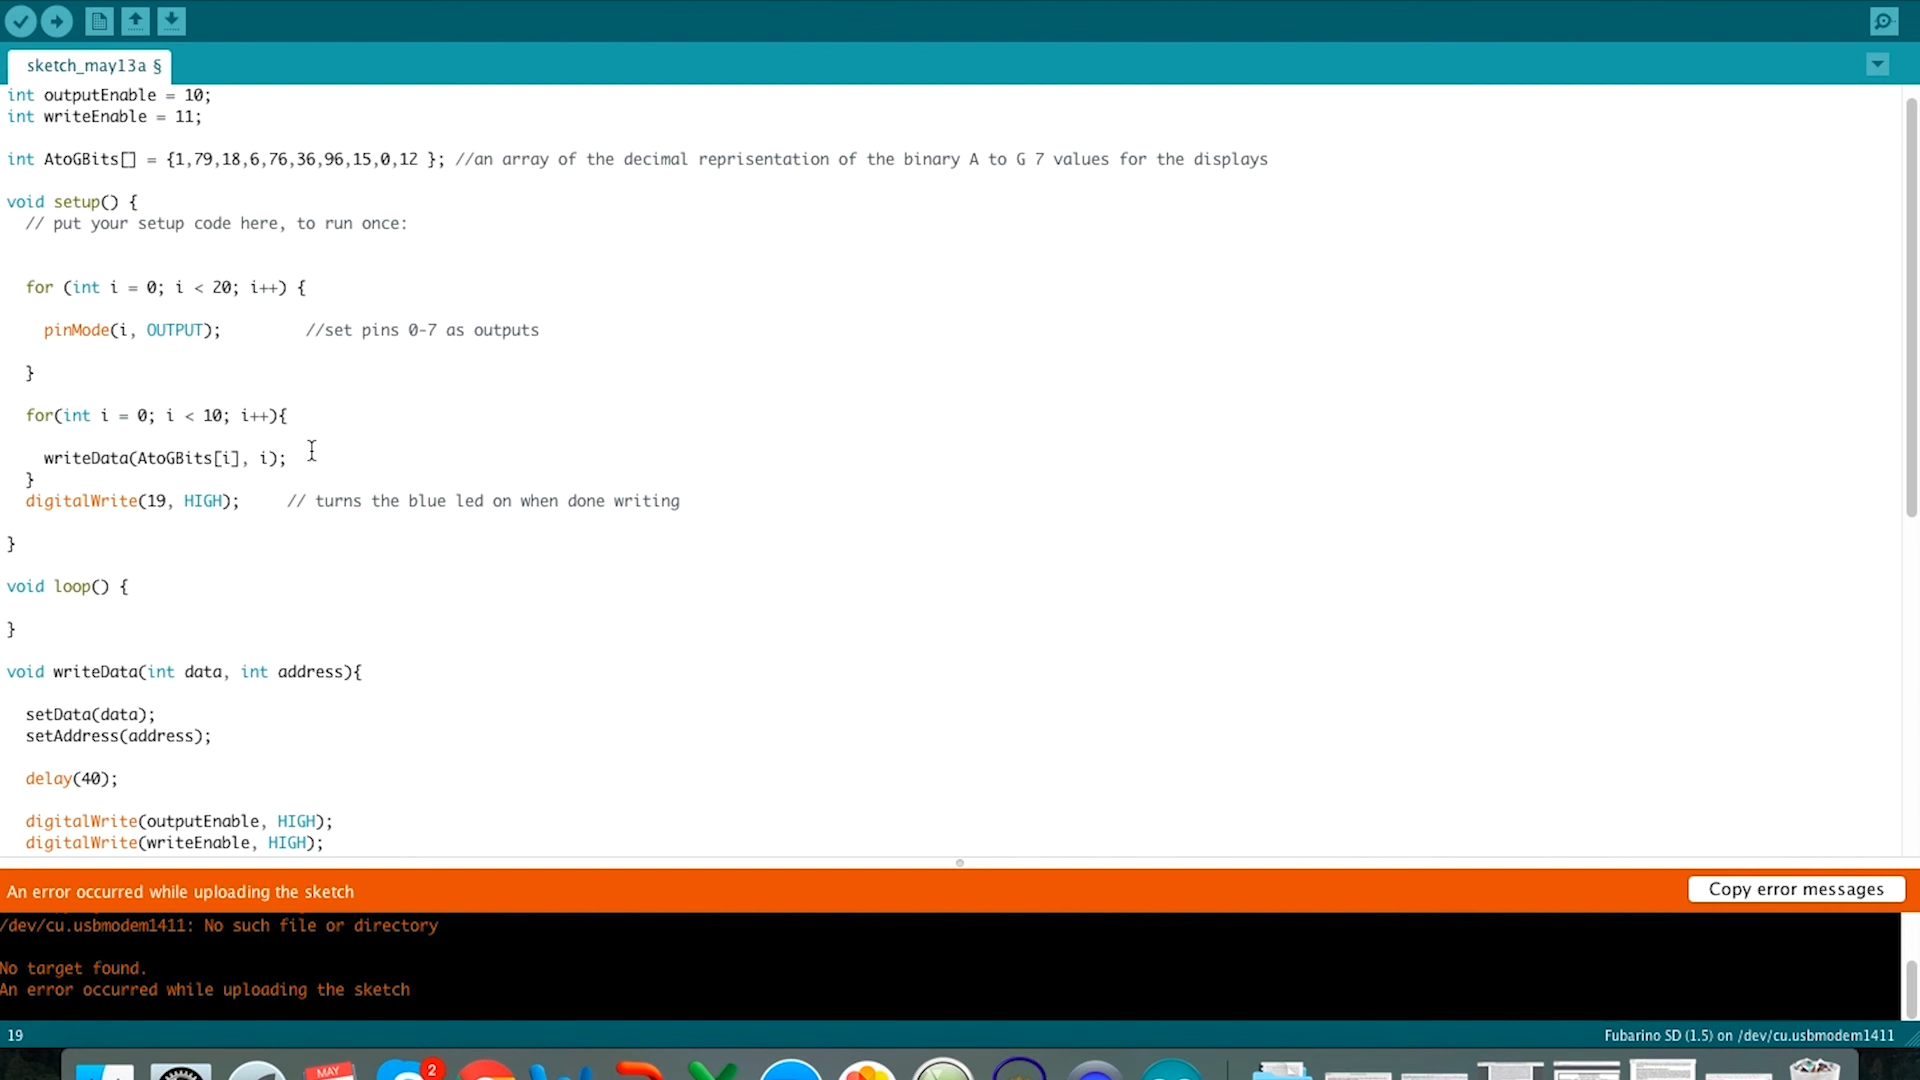 sketch_may13a §
int outputEnable = 10;
int writeEnable = 11;
int AtoGBits[] = {1,79,18,6,76,36,96,15,0,12 }; //an array of the decimal reprisentation of the binary A to G 7 values for the displays
void setup() {
// put your setup code here, to run once:
for (int i = 0; i < 20; i++) {
pinMode(i, OUTPUT); //set pins 0-7 as outputs
}
for(int i = 0; i < 10; i++){
writeData(AtoGBits[i], i);
}
digitalWrite(19, HIGH); // turns the blue led on when done writing
}
void loop() {
}
void writeData(int data, int address){
setData(data);
setAddress(address);
delay(40);
digitalWrite(outputEnable, HIGH);
digitalWrite(writeEnable, HIGH);
An error occurred while uploading the sketch
Copy error messages
/dev/cu.usbmodem1411: No such file or directory
No target found.
An error occurred while uploading the sketch
19
Fubarino SD (1.5) on /dev/cu.usbmodem1411
MAY
2